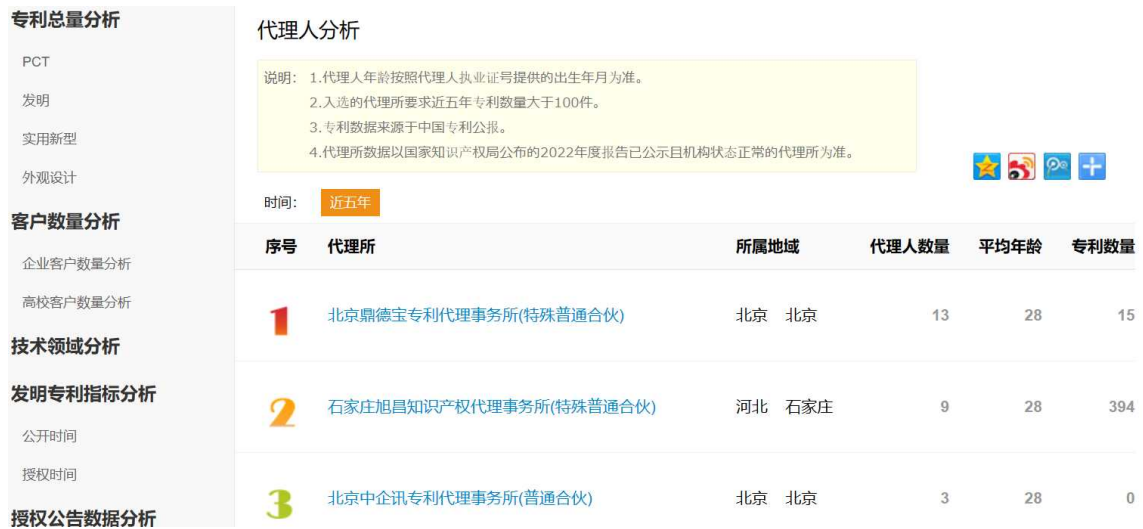 专利总量分析
PCT
发明
实用新型
外观设计
客户数量分析
企业客户数量分析
高校客户数量分析
技术领域分析
发明专利指标分析
公开时间
授权时间
授权公告数据分析
代理人分析
说明： 1.代理人年龄按照代理人执业证号提供的出生年月为准。
2.入选的代理所要求近五年专利数量大于100件。
3.专利数据来源于中国专利公报。
4.代理所数据以国家知识产权局公布的2022年度报告已公示且机构状态正常的代理所为准。
时间： 近五年
序号 代理所 所属地域 代理人数量 平均年龄 专利数量
1 北京鼎德宝专利代理事务所(特殊普通合伙) 北京 北京 13 28 15
2 石家庄旭昌知识产权代理事务所(特殊普通合伙) 河北 石家庄 9 28 394
3 北京中企讯专利代理事务所(普通合伙) 北京 北京 3 28 0